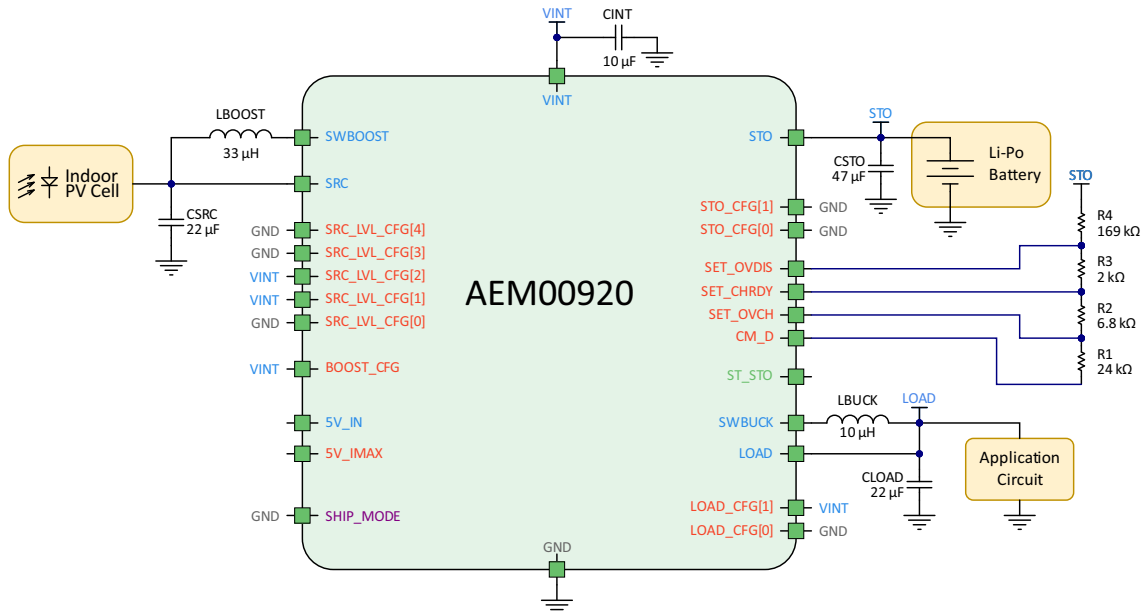 VINT
CINT
10 µF
VINT
LBOOST
33 µH
SWBOOST
Indoor
PV Cell
SRC
CSRC
22 µF
GND
SRC_LVL_CFG[4]
GND
SRC_LVL_CFG[3]
VINT
SRC_LVL_CFG[2]
VINT
SRC_LVL_CFG[1]
GND
SRC_LVL_CFG[0]
VINT
BOOST_CFG
5V_IN
5V_IMAX
GND
SHIP_MODE
AEM00920
GND
STO
STO
CSTO
47 µF
Li-Po
Battery
STO_CFG[1]
GND
STO_CFG[0]
GND
STO
R4
169 kΩ
SET_OVDIS
R3
2 kΩ
SET_CHRDY
R2
6.8 kΩ
SET_OVCH
CM_D
R1
24 kΩ
ST_STO
SWBUCK
LBUCK
10 µH
LOAD
LOAD
CLOAD
22 µF
Application
Circuit
LOAD_CFG[1]
VINT
LOAD_CFG[0]
GND